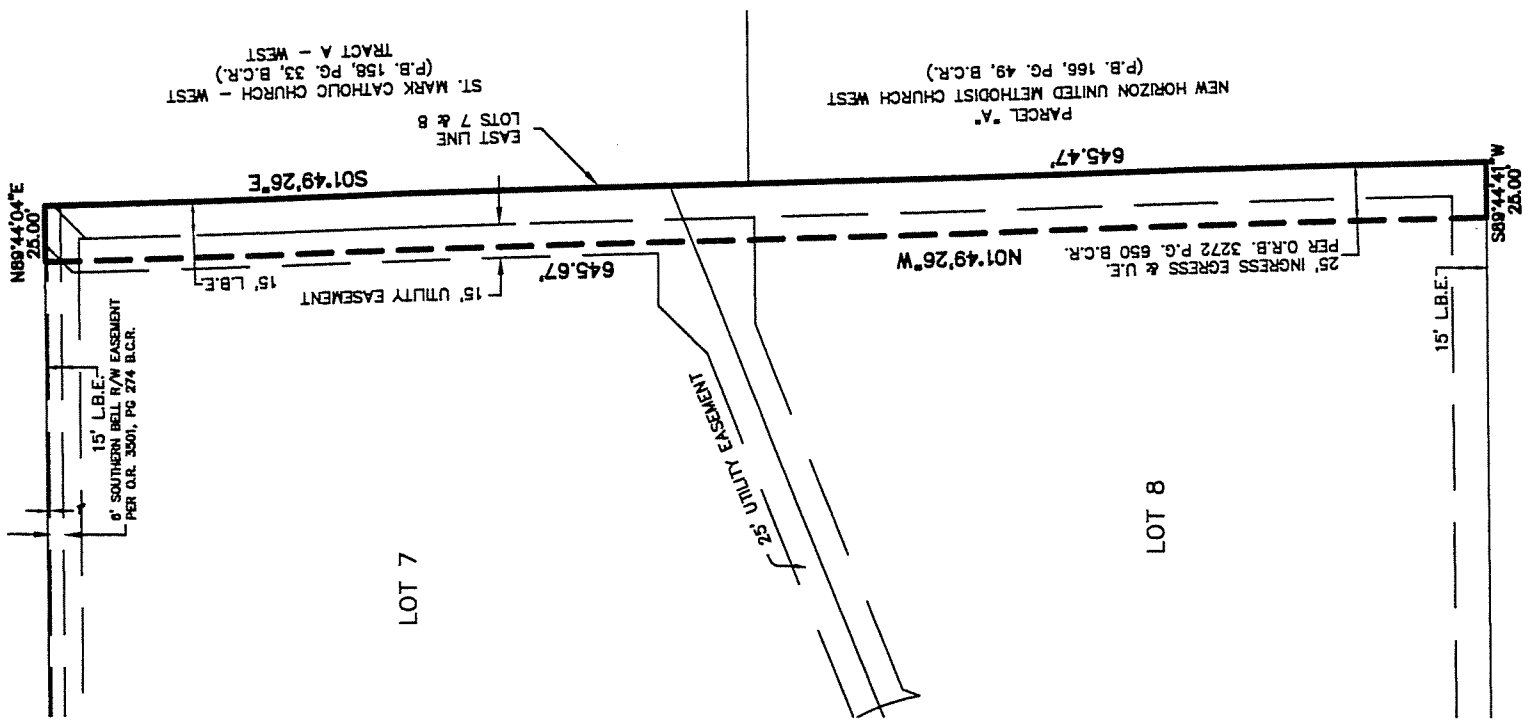 ST. MARK CATHOLIC CHURCH - WEST
(P.B. 158, PG. 33, B.C.R.)
TRACT A - WEST
NEW HORIZON UNITED METHODIST CHURCH WEST
(P.B. 166, PG. 49, B.C.R.)
PARCEL "A"
EAST LINE
LOTS 7 & 8
N89°44'04"E
25.00'
S01°49'26"E
645.47'
S89°44'41"W
25.00'
15' L.B.E.
645.67'
N01°49'26"W
15' UTILITY EASEMENT
25' INGRESS EGRESS & U.E.
PER O.R.B. 3272 P.G. 650 B.C.R.
15' L.B.E.
6' SOUTHERN BELL R/W EASEMENT
PER O.R. 3501, PG 274 B.C.R.
15' L.B.E.
25' UTILITY EASEMENT
LOT 7
LOT 8